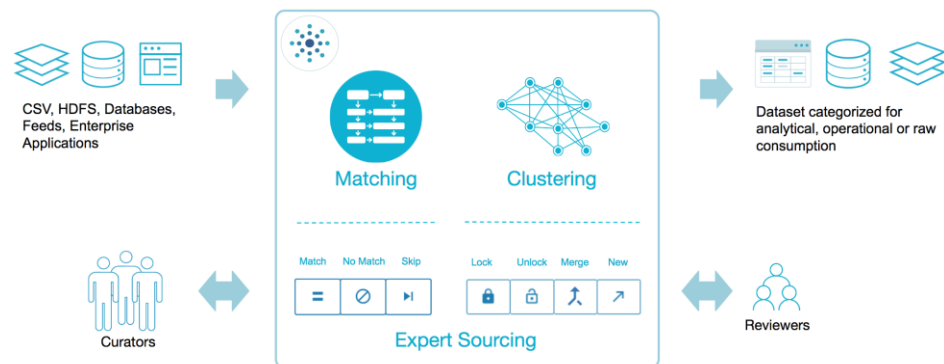 CSV, HDFS, Databases,
Feeds, Enterprise
Applications
Matching
Clustering
Dataset categorized for
analytical, operational or raw
consumption
Match
No Match
Skip
Lock
Unlock
Merge
New
Curators
Expert Sourcing
Reviewers